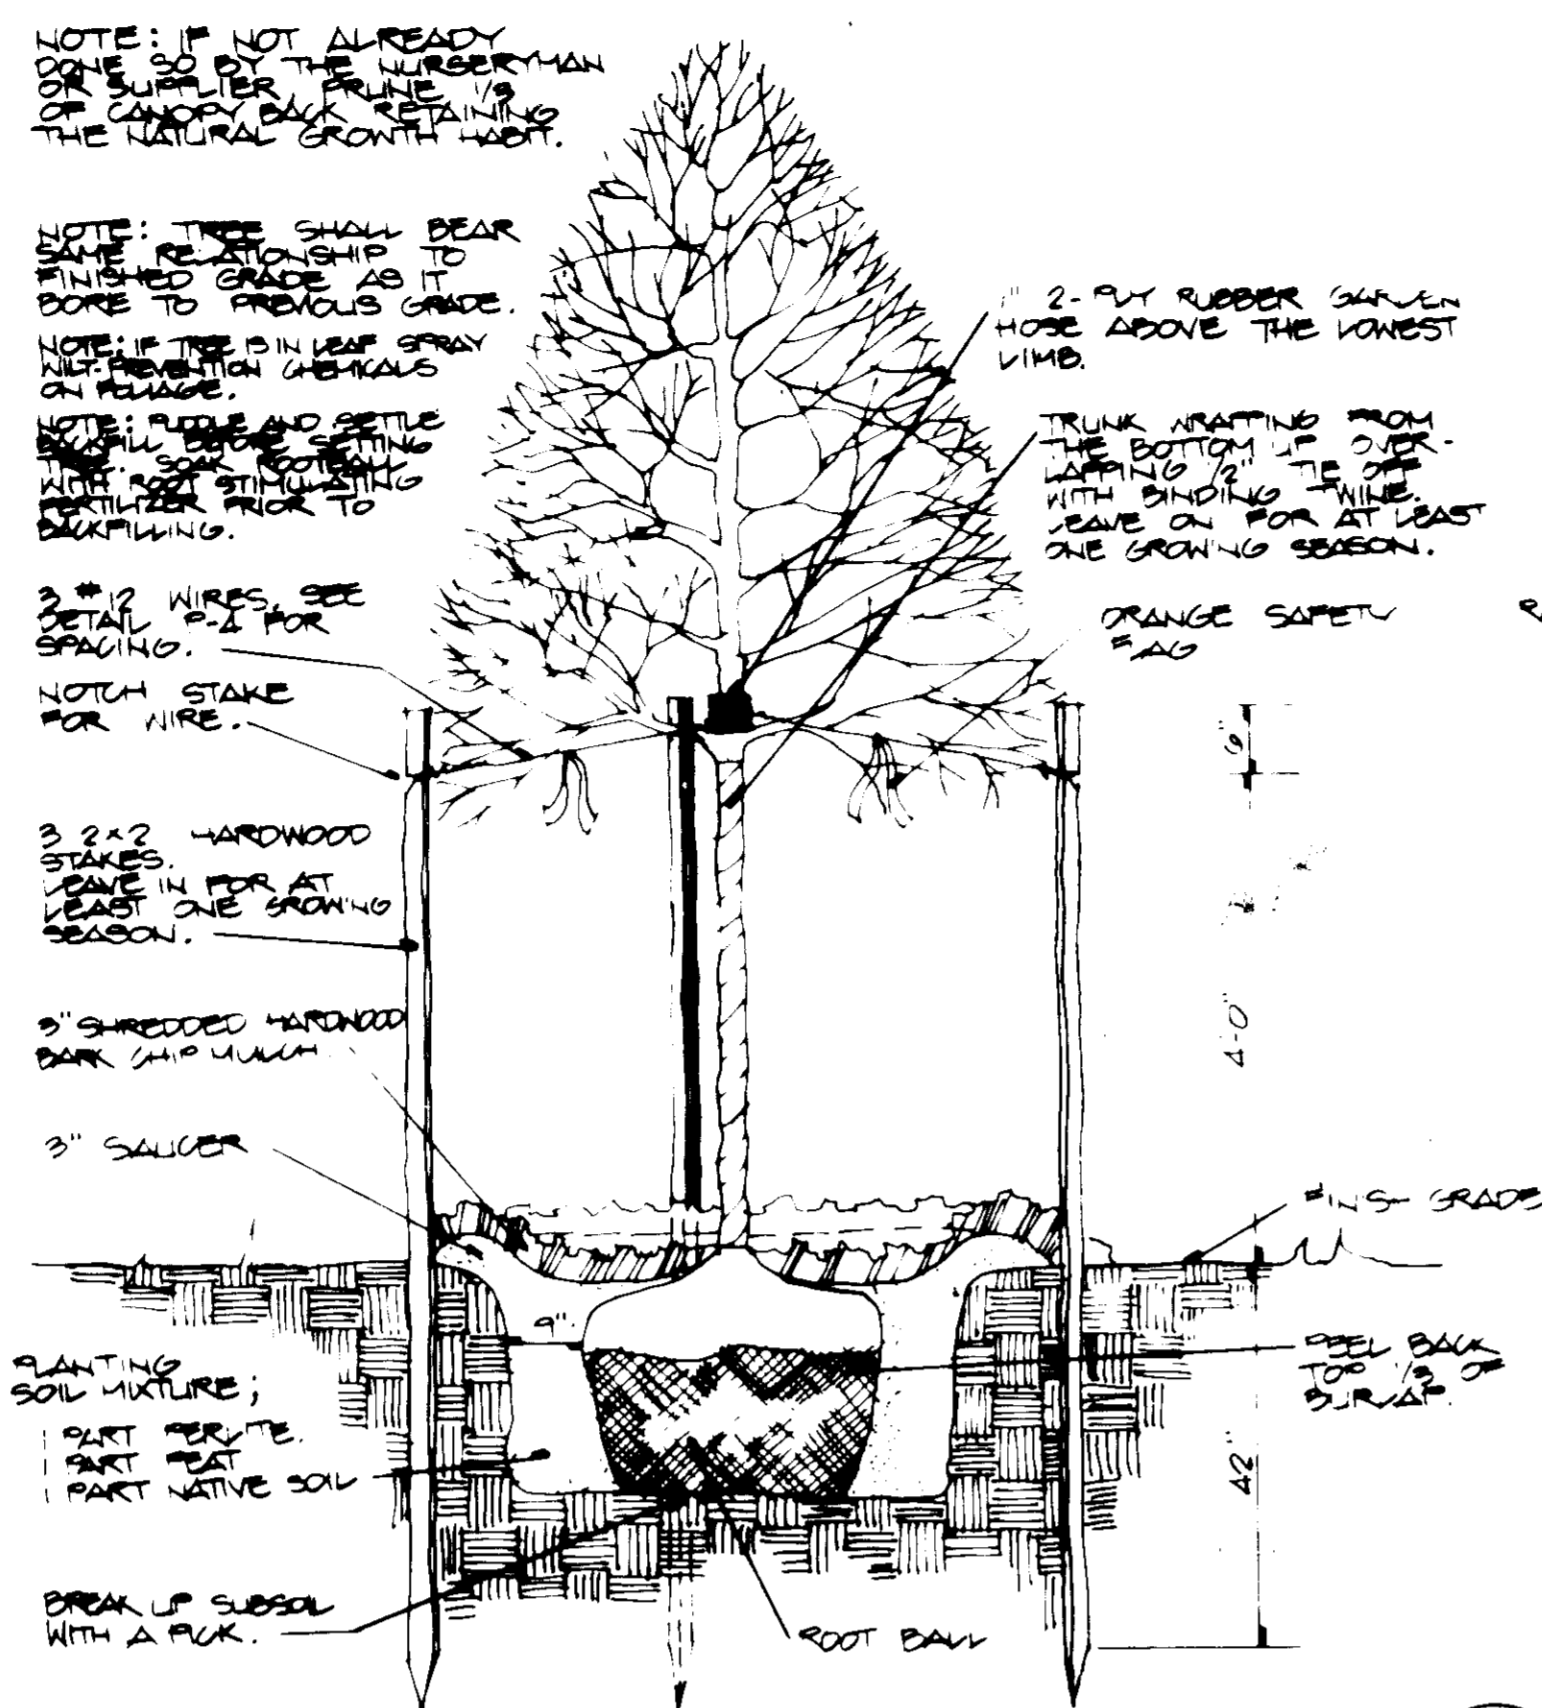 NOTE: IF NOT ALREADY
DONE SO BY THE NURSERYMAN
OR SUPPLIER, PRUNE 1/3
OF CANOPY BACK RETAINING
THE NATURAL GROWTH HABIT.
NOTE: TREE SHALL BEAR
SAME RELATIONSHIP TO
FINISHED GRADE AS IT
BORE TO PREVIOUS GRADE.
NOTE: IF TREE IS IN LEAF SPRAY
WILT-PREVENTION CHEMICALS
ON FOLIAGE.
NOTE: PUDDLE AND SETTLE
BACKFILL BEFORE SETTING
TREE. SOAK ROOTBALL
WITH ROOT STIMULATING
FERTILIZER PRIOR TO
BACKFILLING.
3 #12 WIRES, SEE
DETAIL P-4 FOR
SPACING.
NOTCH STAKE
FOR WIRE.
3 2x2 HARDWOOD
STAKES.
LEAVE IN FOR AT
LEAST ONE GROWING
SEASON.
3" SHREDDED HARDWOOD
BARK CHIP MULCH
3" SAUCER
PLANTING
SOIL MIXTURE;
1 PART PERLITE.
1 PART PEAT
1 PART NATIVE SOIL
BREAK UP SUBSOIL
WITH A PICK.
2-PLY RUBBER GARDEN
HOSE ABOVE THE LOWEST
LIMB.
TRUNK WRAPPING FROM
THE BOTTOM UP OVER-
LAPPING 1/2" TIE OFF
WITH BINDING TWINE.
LEAVE ON FOR AT LEAST
ONE GROWING SEASON.
ORANGE SAFETY
FLAG
6"
4-0"
FINISH GRADE
9"
PEEL BACK
TOP 1/3 OF
BURLAP.
42"
ROOT BALL